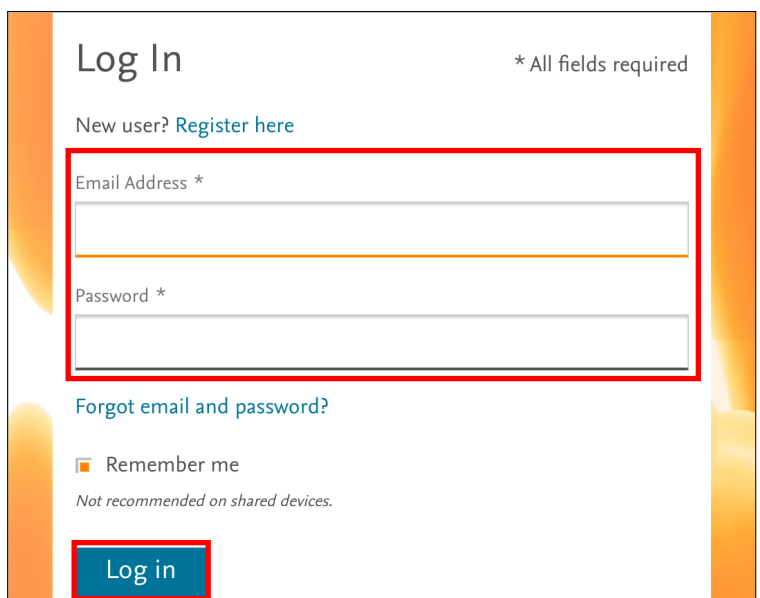 Log In
* All fields required
New user? Register here
Email Address *
Password *
Forgot email and password?
Remember me
Not recommended on shared devices.
Log in